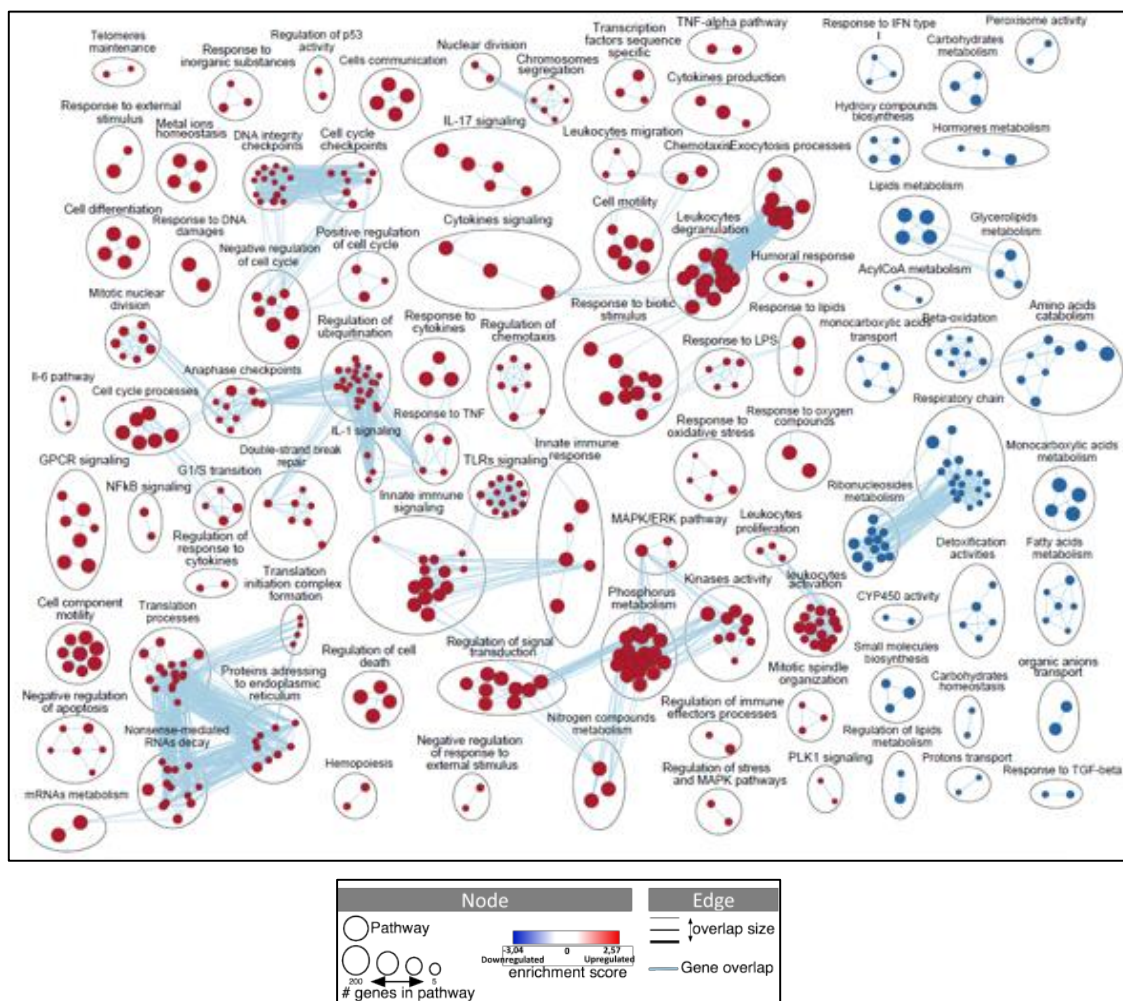 Telomeres
maintenance
Response to
inorganic substances
Regulation of p53
activity
Cells communication
Nuclear division
Chromosomes
segregation
Transcription
factors sequence
specific
TNF-alpha pathway
Cytokines production
Response to IFN type
I
Carbohydrates
metabolism
Peroxisome activity
Response to external
stimulus
Metal ions
homeostasis
DNA integrity
checkpoints
Cell cycle
checkpoints
IL-17 signaling
Leukocytes migration
Chemotaxis
Exocytosis processes
Hydroxy compounds
biosynthesis
Hormones metabolism
Cell differentiation
Response to DNA
damages
Negative regulation
of cell cycle
Positive regulation
of cell cycle
Cytokines signaling
Cell motility
Leukocytes
degranulation
Humoral response
Lipids metabolism
Glycerolipids
metabolism
AcylCoA metabolism
Mitotic nuclear
division
Regulation of
ubiquitination
Response to
cytokines
Regulation of
chemotaxis
Response to biotic
stimulus
Response to LPS
Response to lipids
monocarboxylic acids
transport
Beta-oxidation
Amino acids
catabolism
Il-6 pathway
Cell cycle processes
Anaphase checkpoints
IL-1 signaling
Response to TNF
Innate immune
response
Response to
oxidative stress
Response to oxygen
compounds
Respiratory chain
Monocarboxylic acids
metabolism
GPCR signaling
NFkB signaling
G1/S transition
Double-strand break
repair
Innate immune
signaling
TLRs signaling
MAPK/ERK pathway
Leukocytes
proliferation
Ribonucleosides
metabolism
Detoxification
activities
Fatty acids
metabolism
Regulation of
response to
cytokines
Translation
initiation complex
formation
Phosphorus
metabolism
Kinases activity
leukocytes
activation
CYP450 activity
Cell component
motility
Translation
processes
Proteins adressing to
endoplasmic
reticulum
Regulation of cell
death
Regulation of signal
transduction
Mitotic spindle
organization
Small molecules
biosynthesis
Carbohydrates
homeostasis
organic anions
transport
Negative regulation
of apoptosis
Nonsense-mediated
RNAs decay
Negative regulation
of response to
external stimulus
Nitrogen compounds
metabolism
Regulation of immune
effectors processes
Regulation of lipids
metabolism
mRNAs metabolism
Hemopoiesis
Regulation of stress
and MAPK pathways
PLK1 signaling
Protons transport
Response to TGF-beta
Node
Edge
Pathway
200
5
# genes in pathway
-3,04 0 2,57
Downregulated Upregulated
enrichment score
overlap size
Gene overlap